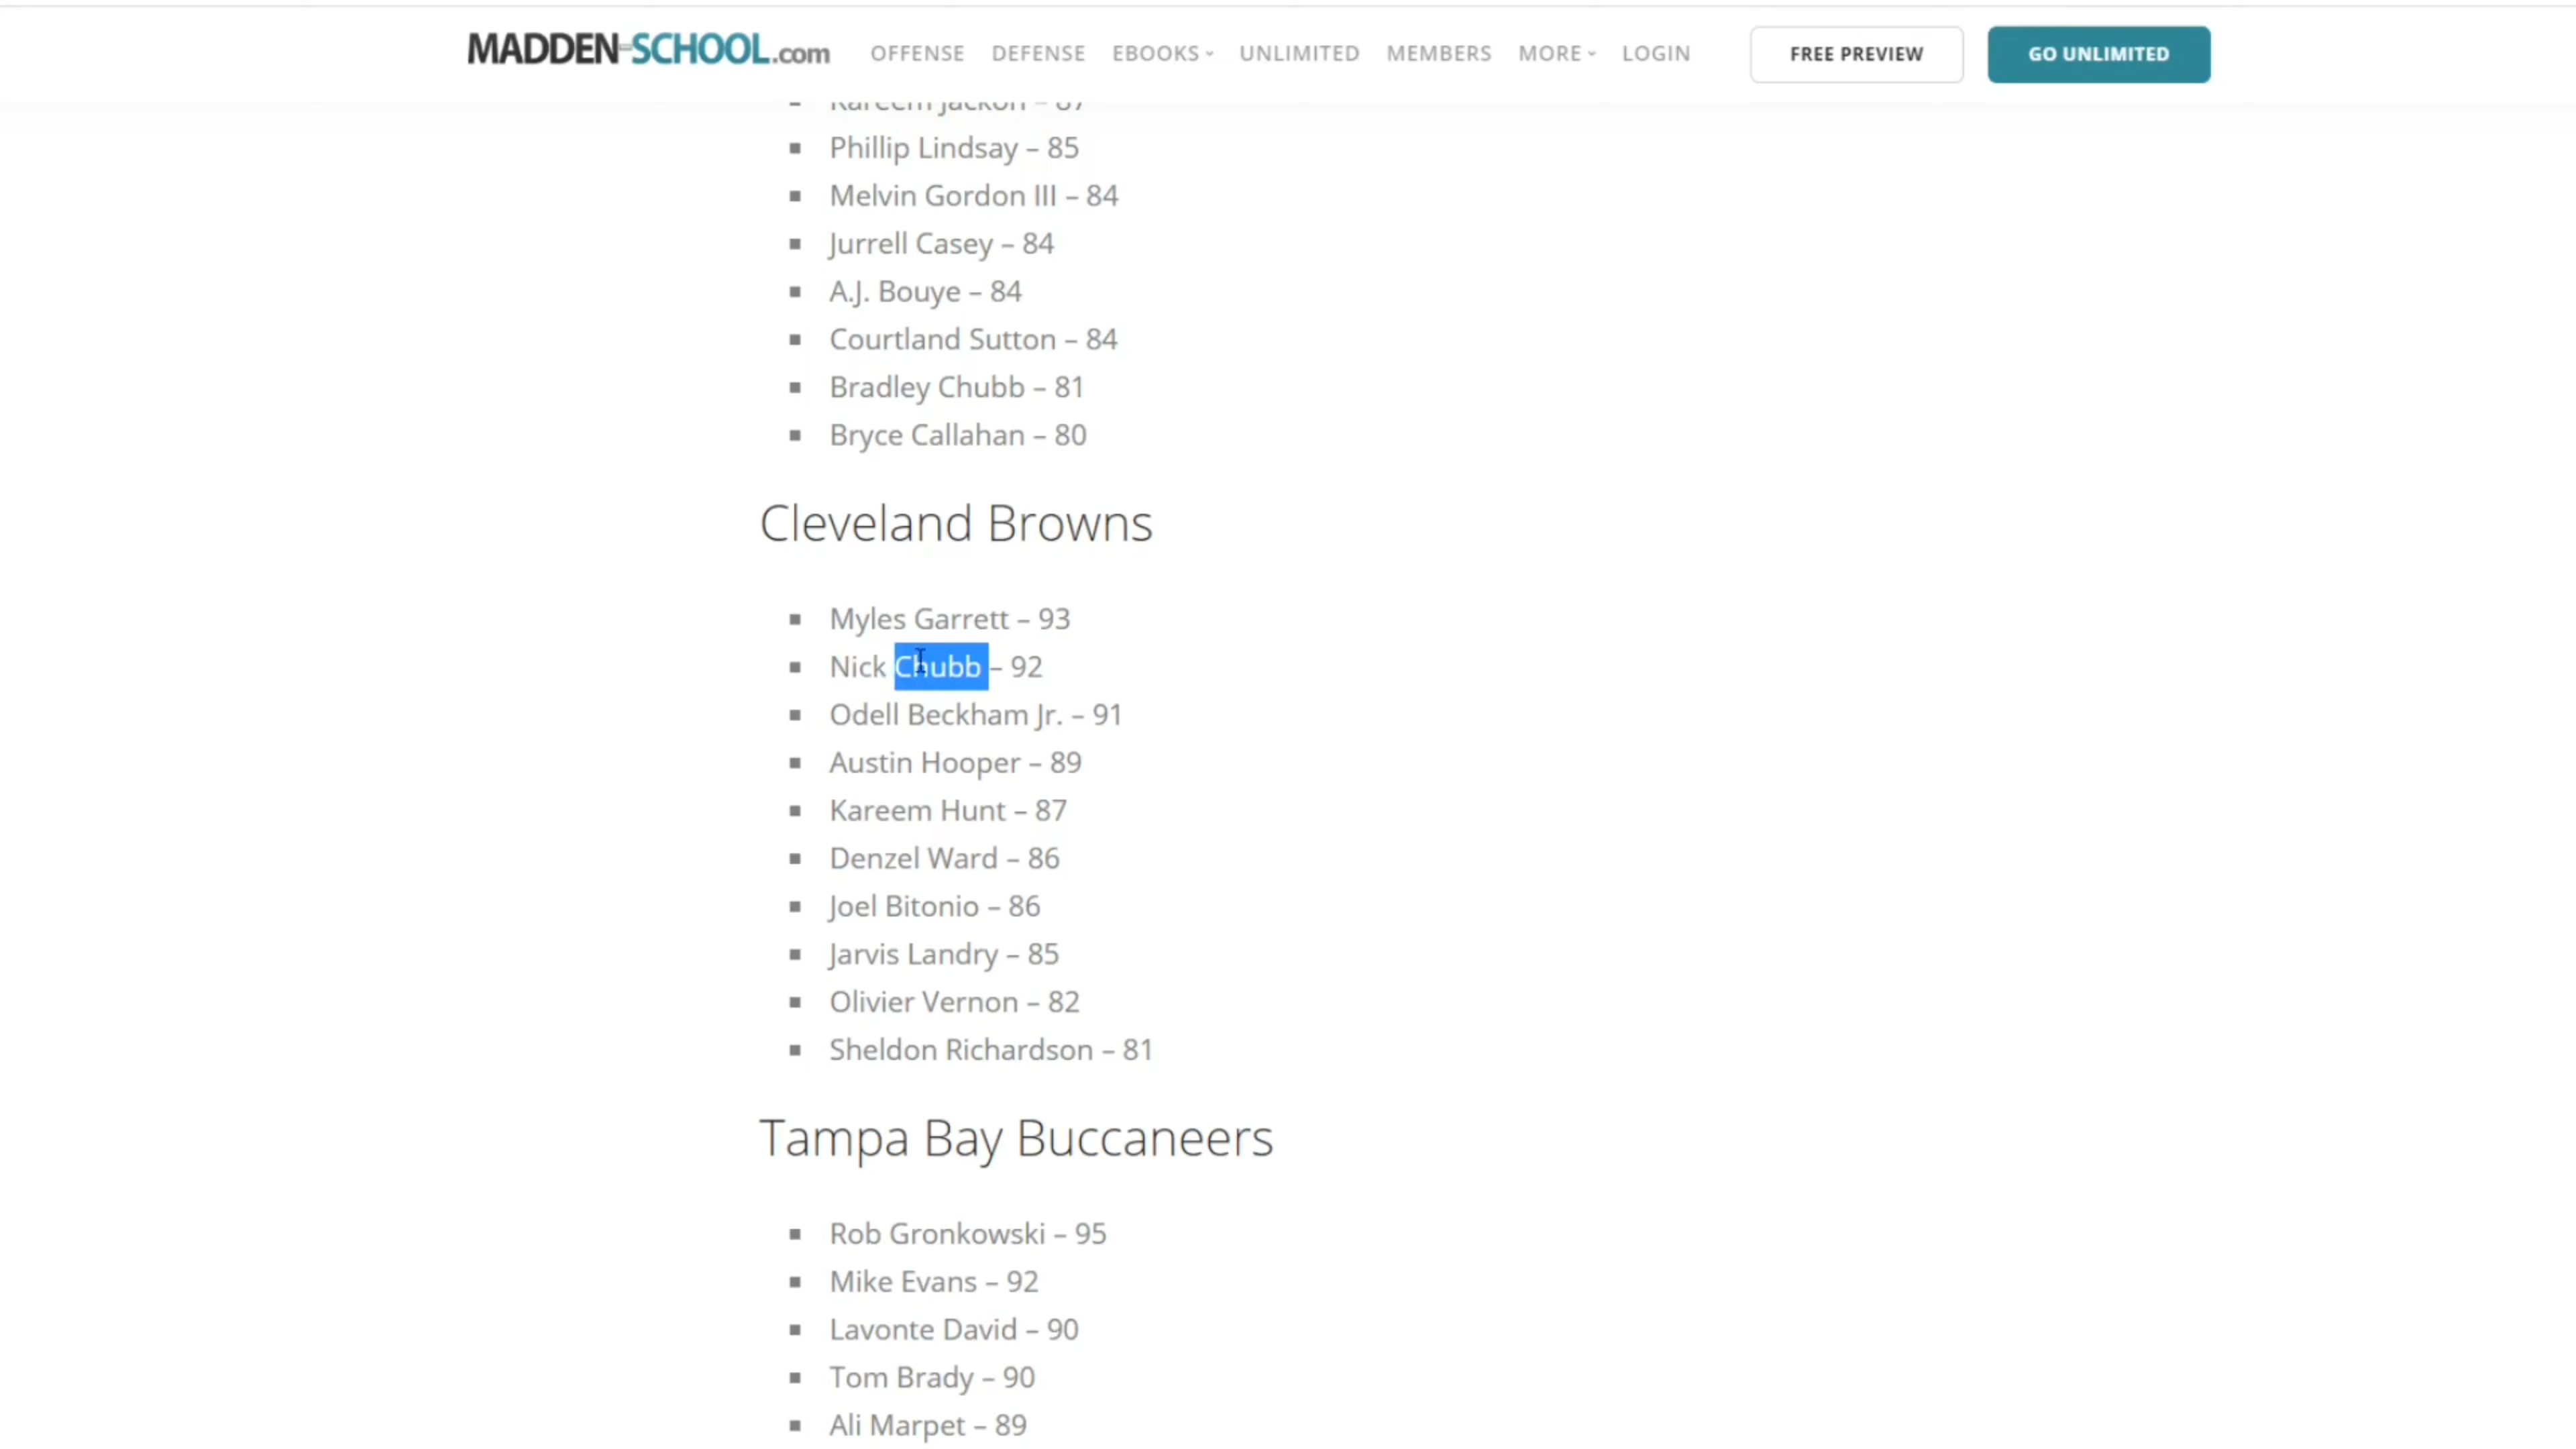 MADDEN-SCHOOL.com OFFENSE DEFENSE EBOOKS UNLIMITED MEMBERS MORE LOGIN FREE PREVIEW GO UNLIMITED
Kareem Jackon – 87
Phillip Lindsay – 85
Melvin Gordon III – 84
Jurrell Casey – 84
A.J. Bouye – 84
Courtland Sutton – 84
Bradley Chubb – 81
Bryce Callahan – 80
Cleveland Browns
Myles Garrett – 93
Nick Chubb – 92
Odell Beckham Jr. – 91
Austin Hooper – 89
Kareem Hunt – 87
Denzel Ward – 86
Joel Bitonio – 86
Jarvis Landry – 85
Olivier Vernon – 82
Sheldon Richardson – 81
Tampa Bay Buccaneers
Rob Gronkowski – 95
Mike Evans – 92
Lavonte David – 90
Tom Brady – 90
Ali Marpet – 89